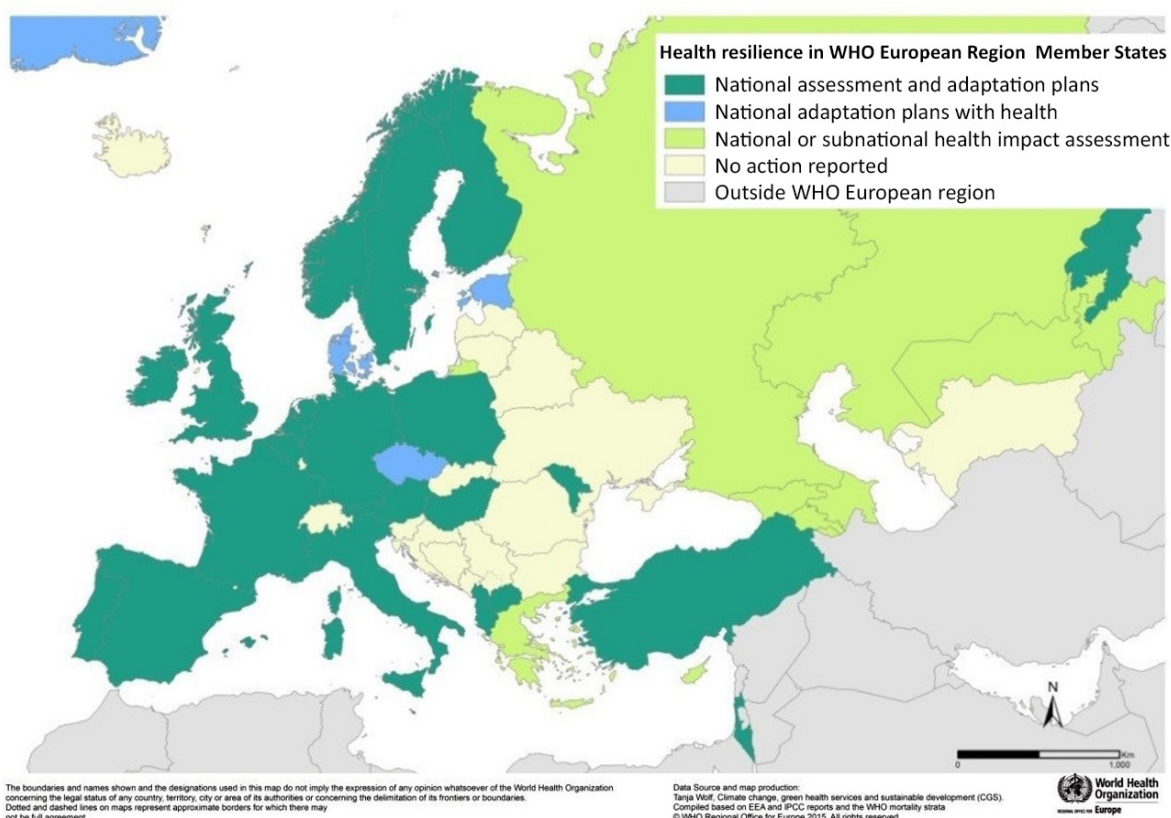 Health resilience in WHO European Region Member States
National assessment and adaptation plans
National adaptation plans with health
National or subnational health impact assessment
No action reported
Outside WHO European region
N
Km
0
1,000
The boundaries and names shown and the designations used in this map do not imply the expression of any opinion whatsoever of the World Health Organization
concerning the legal status of any country, territory, city or area of its authorities or concerning the delimitation of its frontiers or boundaries.
Dotted and dashed lines on maps represent approximate borders for which there may
not be full agreement.
Data Source and map production:
Tanja Wolf, Climate change, green health services and sustainable development (CGS).
Compiled based on EEA and IPCC reports and the WHO mortality strata
© WHO Regional Office for Europe 2015. All rights reserved
World Health
Organization
REGIONAL OFFICE FOR Europe